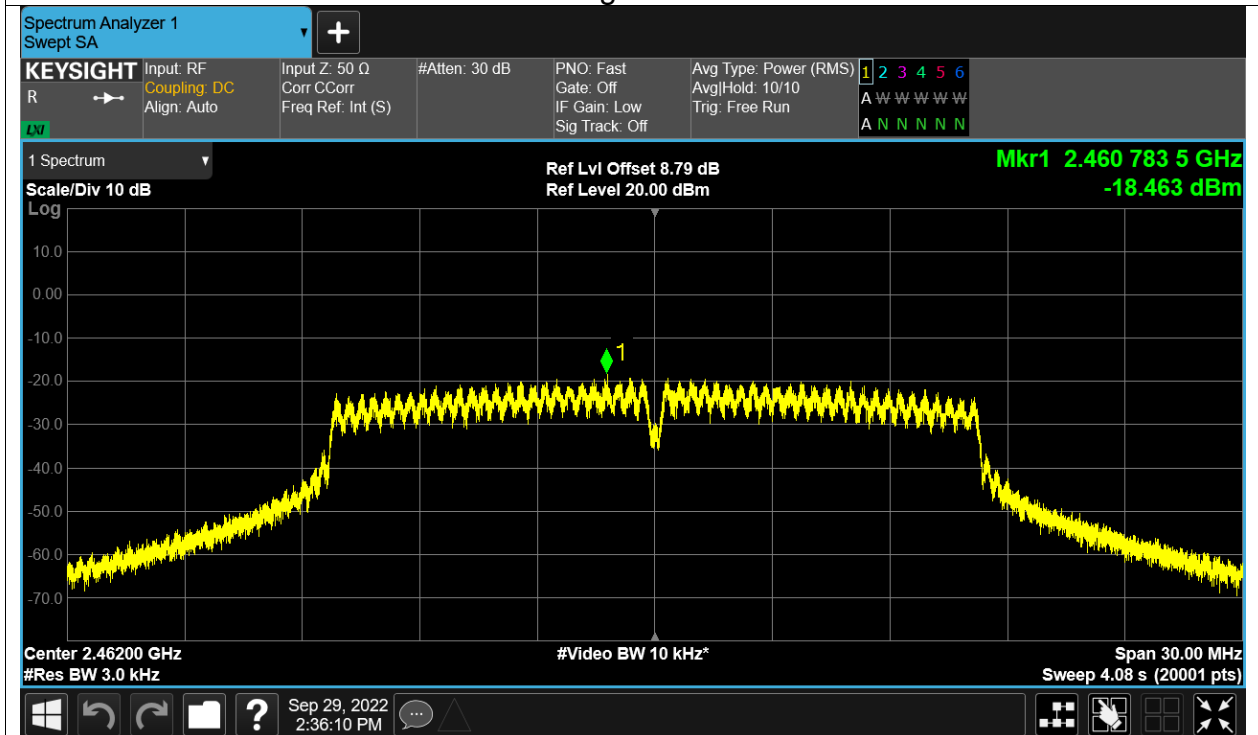 Spectrum Analyzer 1
Swept SA
KEYSIGHT
R
LXI
Input: RF
Coupling: DC
Align: Auto
Input Z: 50 Ω
Corr CCorr
Freq Ref: Int (S)
#Atten: 30 dB
PNO: Fast
Gate: Off
IF Gain: Low
Sig Track: Off
Avg Type: Power (RMS)
Avg|Hold: 10/10
Trig: Free Run
1 2 3 4 5 6
A W W W W W
A N N N N N
1 Spectrum
Scale/Div 10 dB
Log
Ref Lvl Offset 8.79 dB
Ref Level 20.00 dBm
Mkr1 2.460 783 5 GHz
-18.463 dBm
10.0
0.00
-10.0
1
-20.0
-30.0
-40.0
-50.0
-60.0
-70.0
Center 2.46200 GHz
#Res BW 3.0 kHz
#Video BW 10 kHz*
Span 30.00 MHz
Sweep 4.08 s (20001 pts)
?
Sep 29, 2022
2:36:10 PM